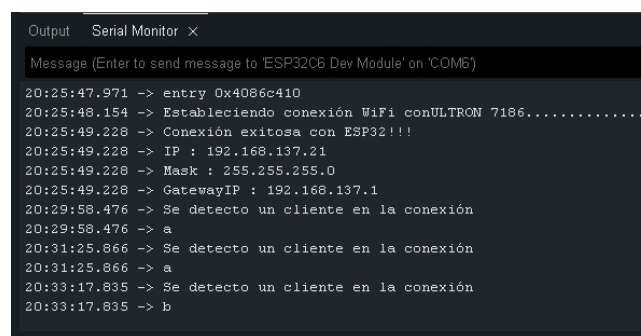 Output Serial Monitor ×
Message (Enter to send message to 'ESP32C6 Dev Module' on 'COM6')
20:25:47.971 -> entry 0x4086c410
20:25:48.154 -> Estableciendo conexión WiFi conULTRON 7186..............
20:25:49.228 -> Conexión exitosa con ESP32!!!
20:25:49.228 -> IP : 192.168.137.21
20:25:49.228 -> Mask : 255.255.255.0
20:25:49.228 -> GatewayIP : 192.168.137.1
20:29:58.476 -> Se detecto un cliente en la conexión
20:29:58.476 -> a
20:31:25.866 -> Se detecto un cliente en la conexión
20:31:25.866 -> a
20:33:17.835 -> Se detecto un cliente en la conexión
20:33:17.835 -> b